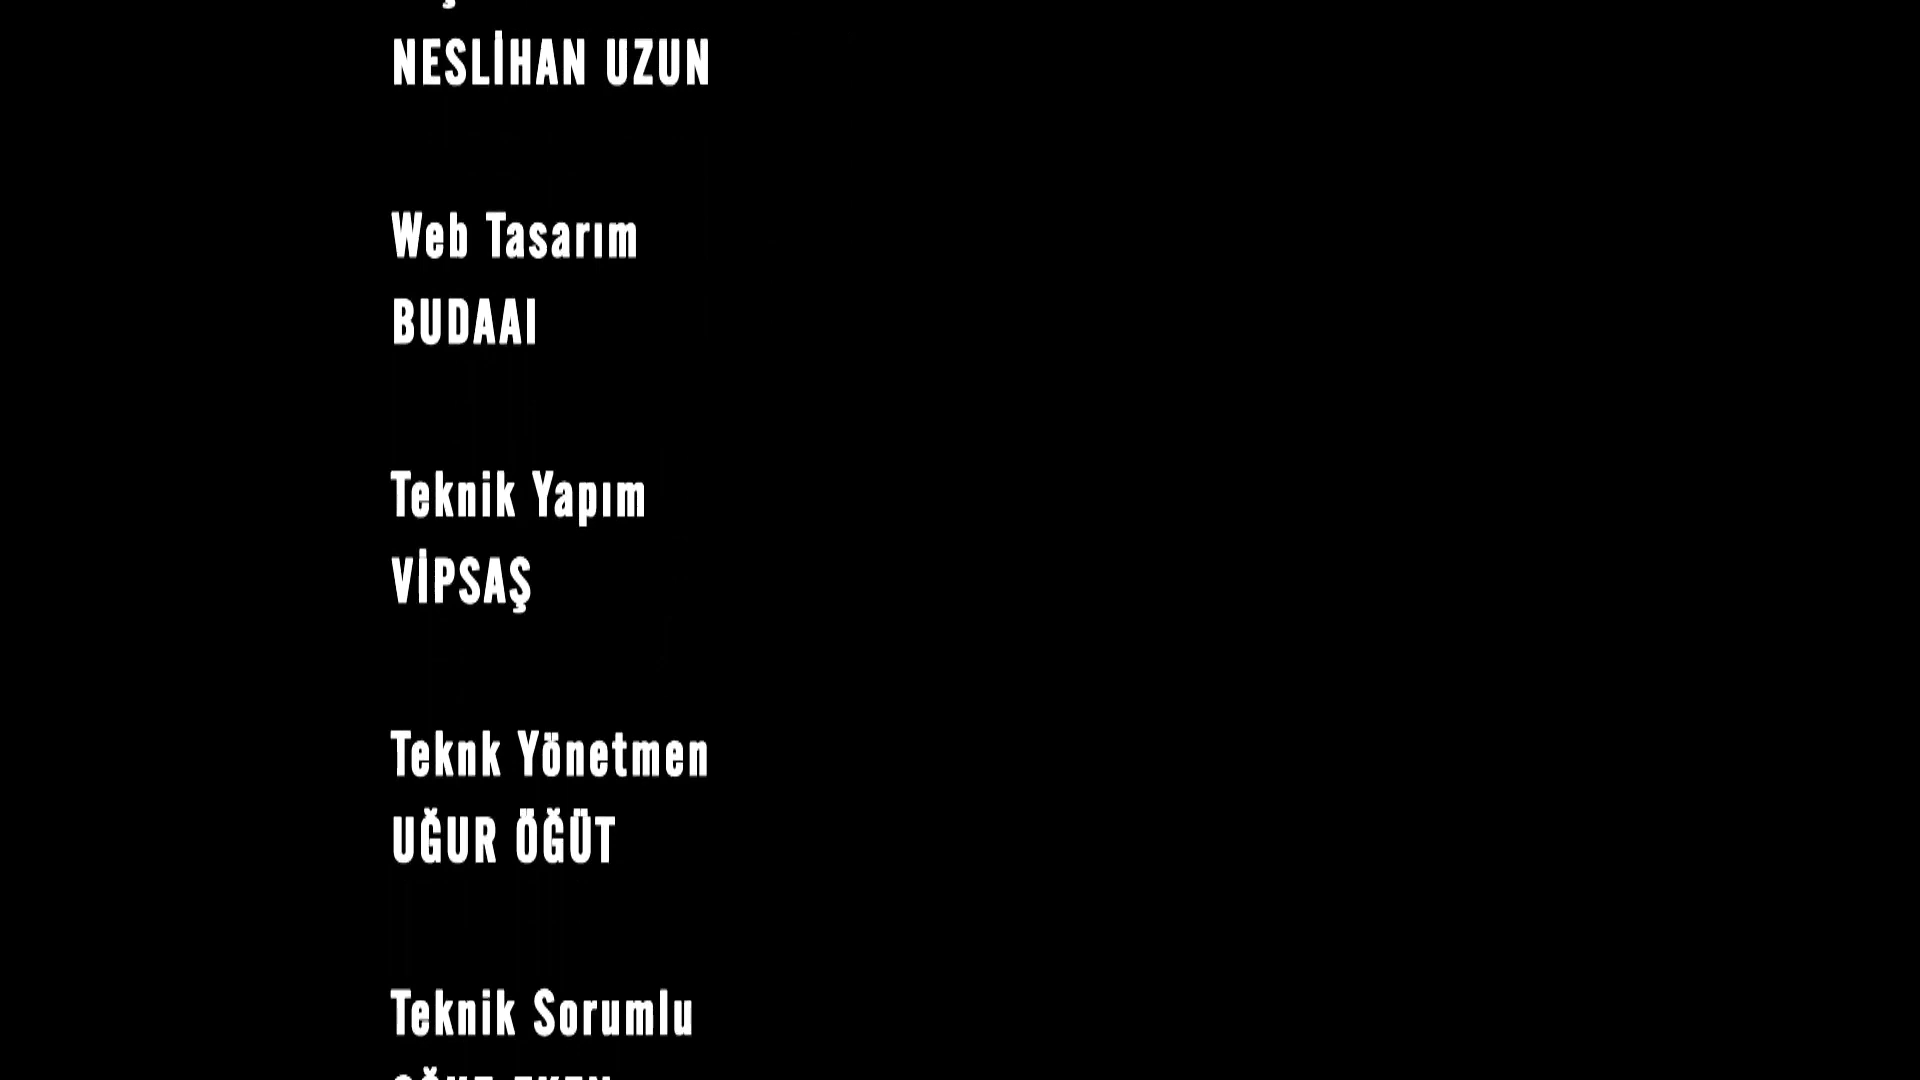 NESLİHAN UZUN
Web Tasarım
BUDAAI
Teknik Yapım
VİPSAŞ
Teknk Yönetmen
UĞUR ÖĞÜT
Teknik Sorumlu